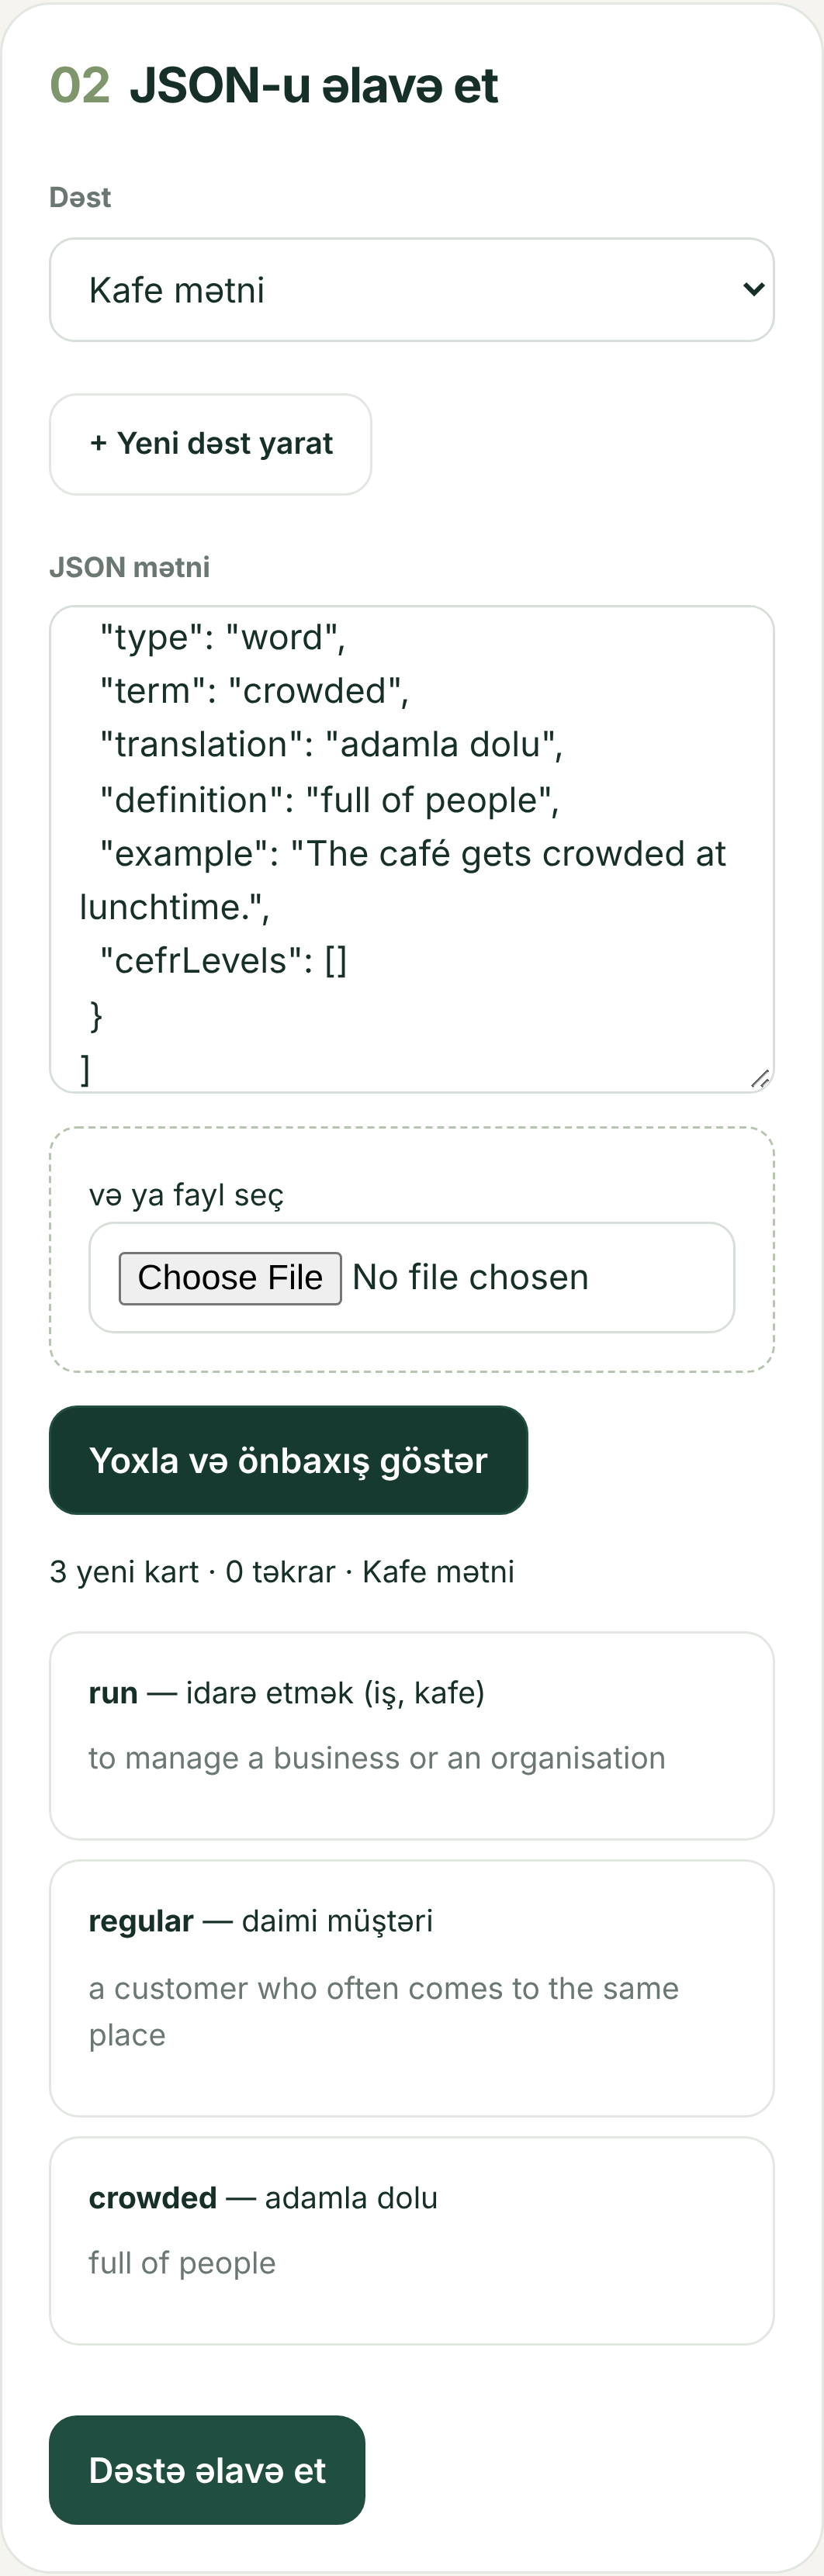 02 JSON-u əlavə et
Dəst
Kafe mətni
+ Yeni dəst yarat
JSON mətni
"type": "word",
"term": "crowded",
"translation": "adamla dolu",
"definition": "full of people",
"example": "The café gets crowded at
lunchtime.",
"cefrLevels": []
}
]
və ya fayl seç
Choose File No file chosen
Yoxla və önbaxış göstər
3 yeni kart · 0 təkrar · Kafe mətni
run — idarə etmək (iş, kafe)
to manage a business or an organisation
regular — daimi müştəri
a customer who often comes to the same
place
crowded — adamla dolu
full of people
Dəstə əlavə et